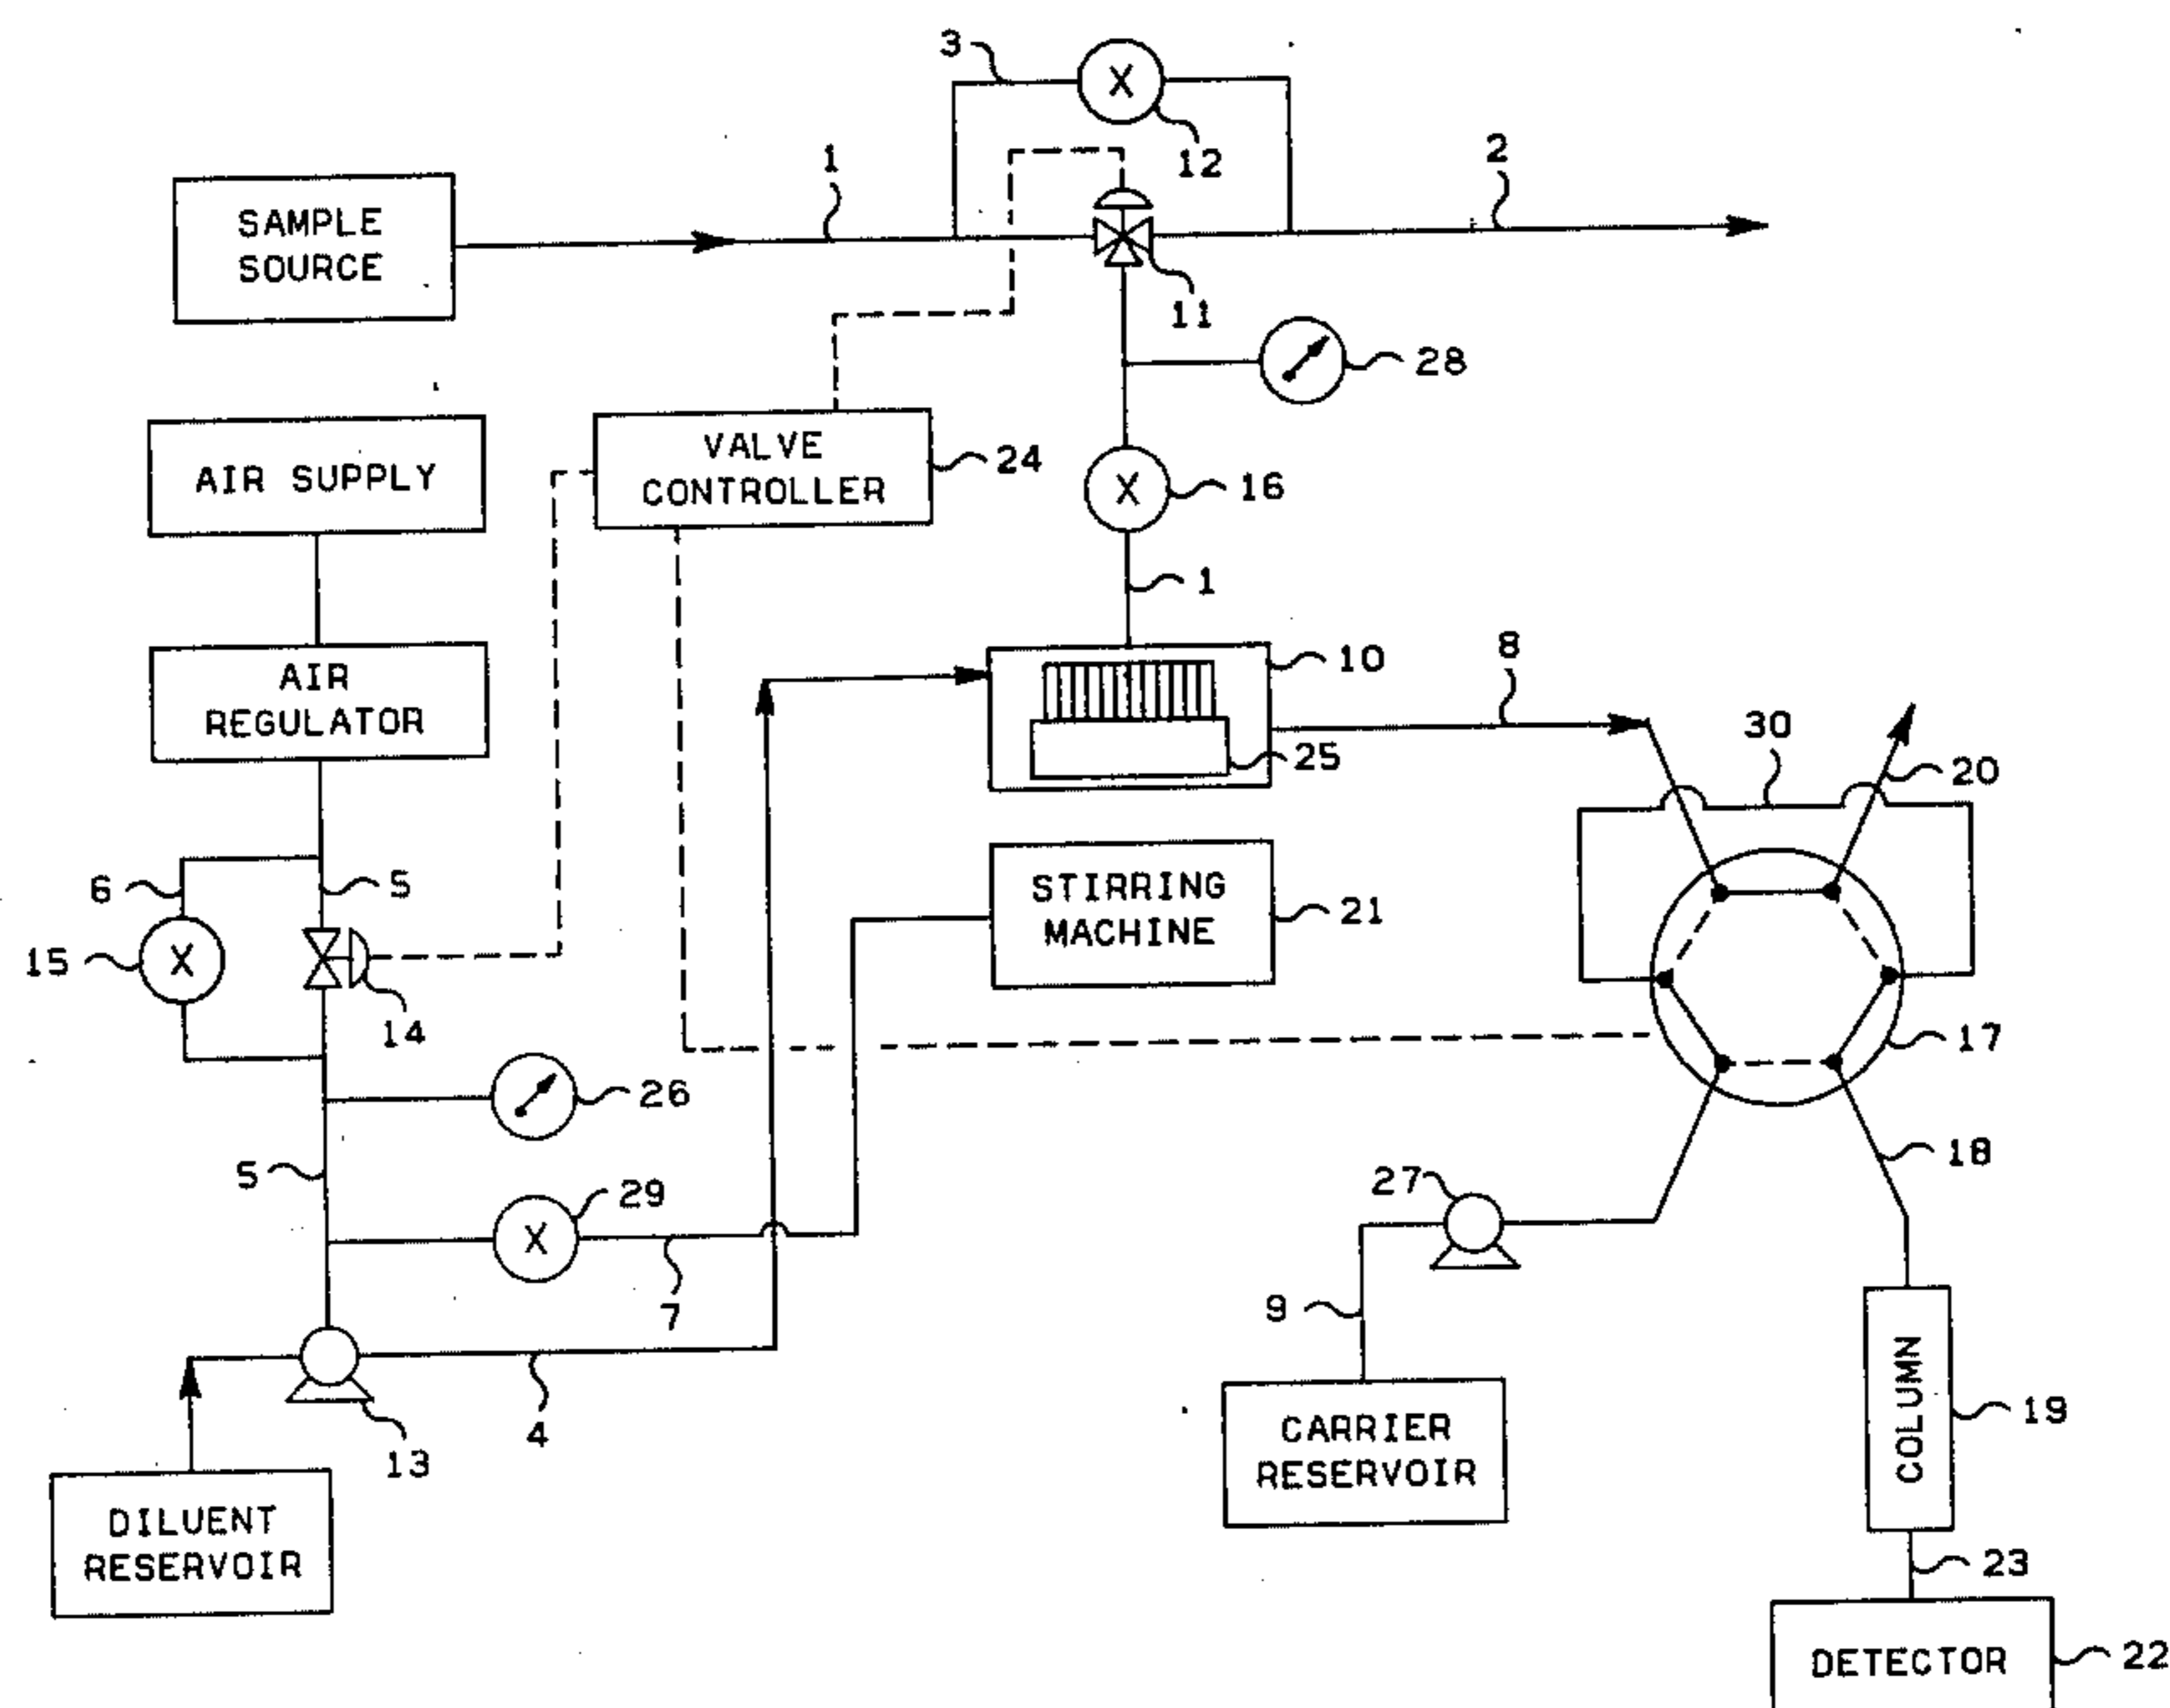 3
X
12
1
2
SAMPLE
SOURCE
11
28
VALVE
CONTROLLER
24
AIR SUPPLY
X
16
1
AIR
REGULATOR
10
8
25
30
20
6
5
STIRRING
MACHINE
21
15
X
14
17
26
5
29
X
18
27
7
9
4
13
COLUMN
19
CARRIER
RESERVOIR
DILUENT
RESERVOIR
23
DETECTOR
22